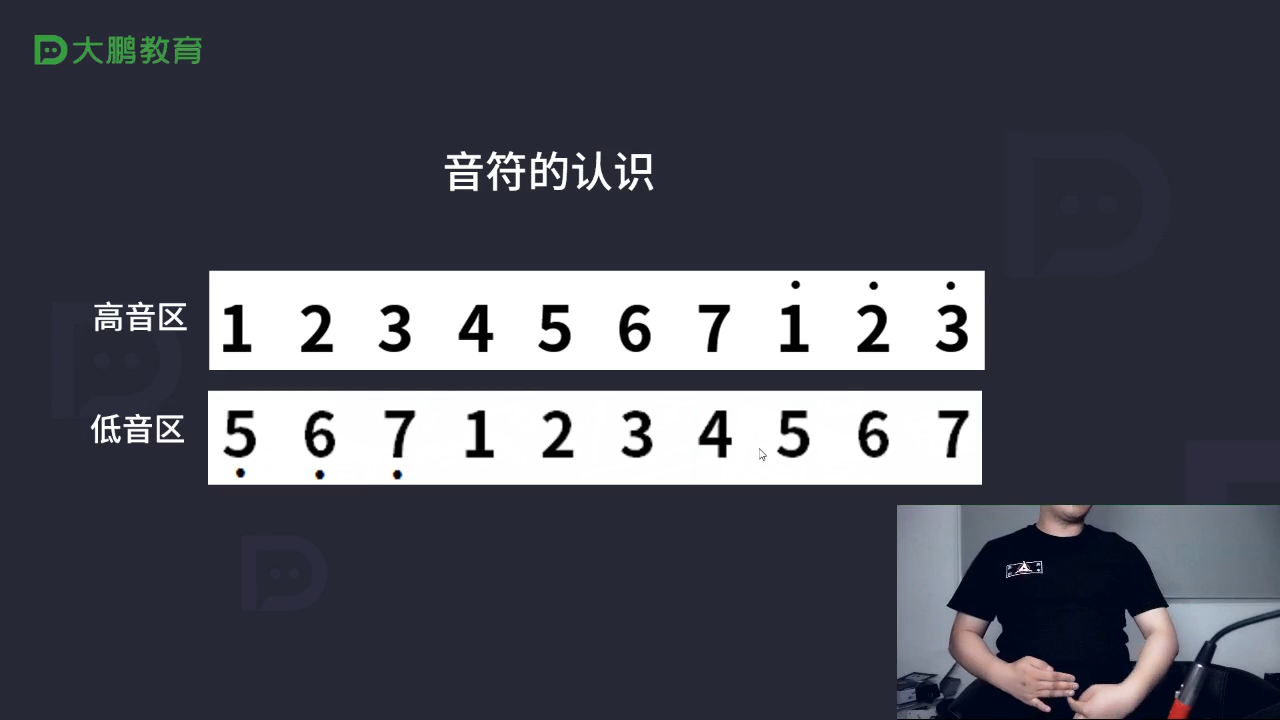 大鹏教育
音符的认识
高音区 1 2 3 4 5 6 7 1̇ 2̇ 3̇
低音区 5̣ 6̣ 7̣ 1 2 3 4 5 6 7